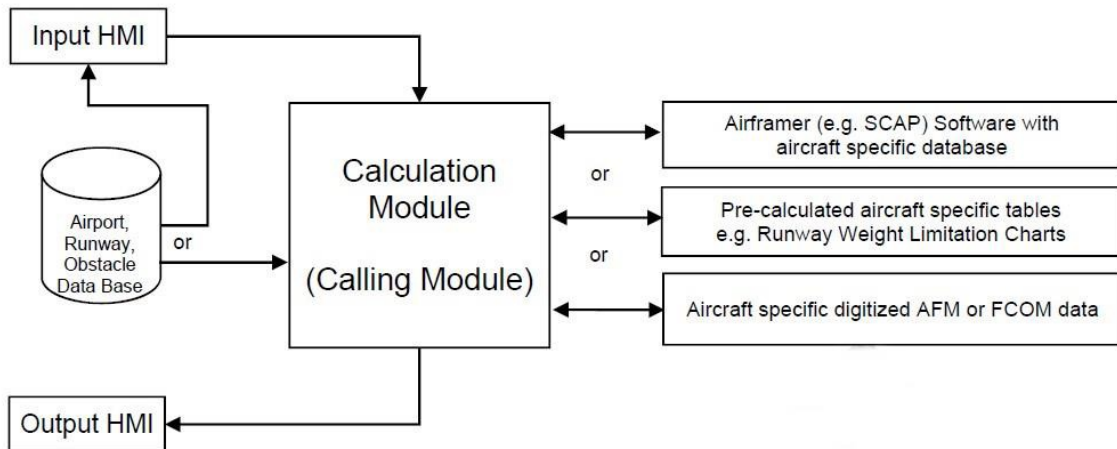 Input HMI
Airport,
Runway,
Obstacle
Data Base
or
Calculation
Module
(Calling Module)
Airframer (e.g. SCAP) Software with
aircraft specific database
or
Pre-calculated aircraft specific tables
e.g. Runway Weight Limitation Charts
or
Aircraft specific digitized AFM or FCOM data
Output HMI